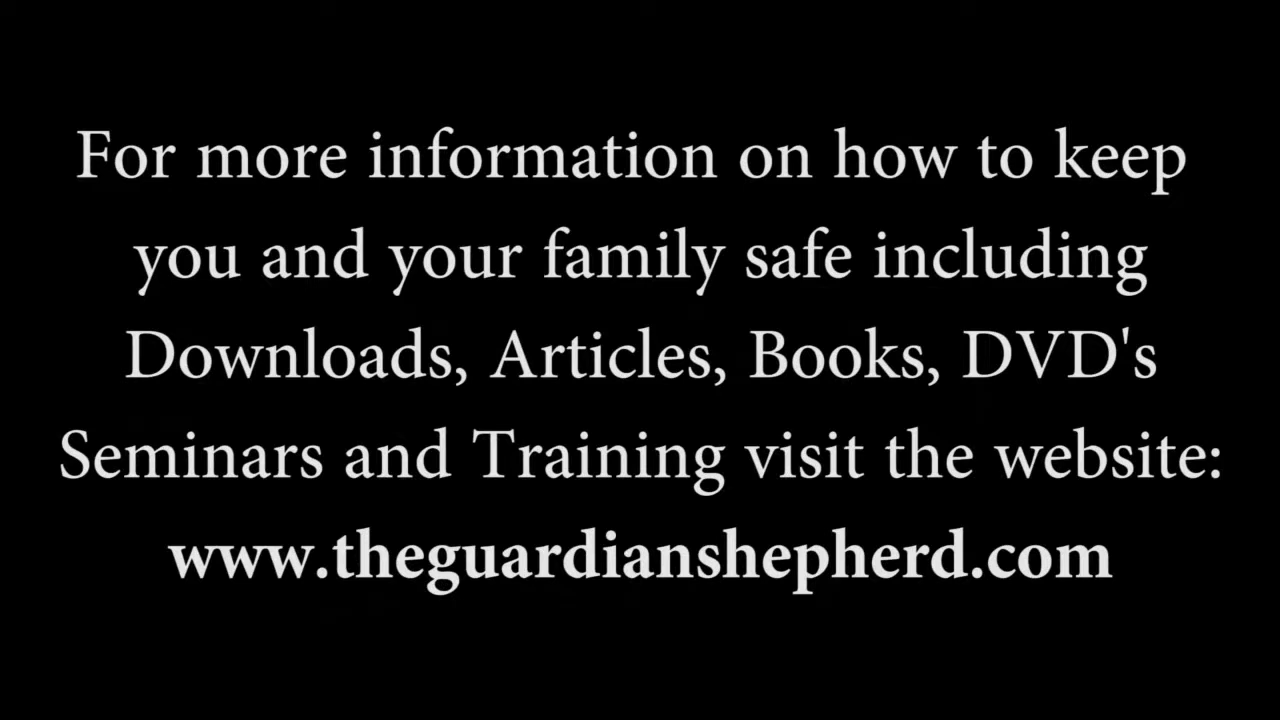 For more information on how to keep
you and your family safe including
Downloads, Articles, Books, DVD's
Seminars and Training visit the website:
www.theguardianshepherd.com